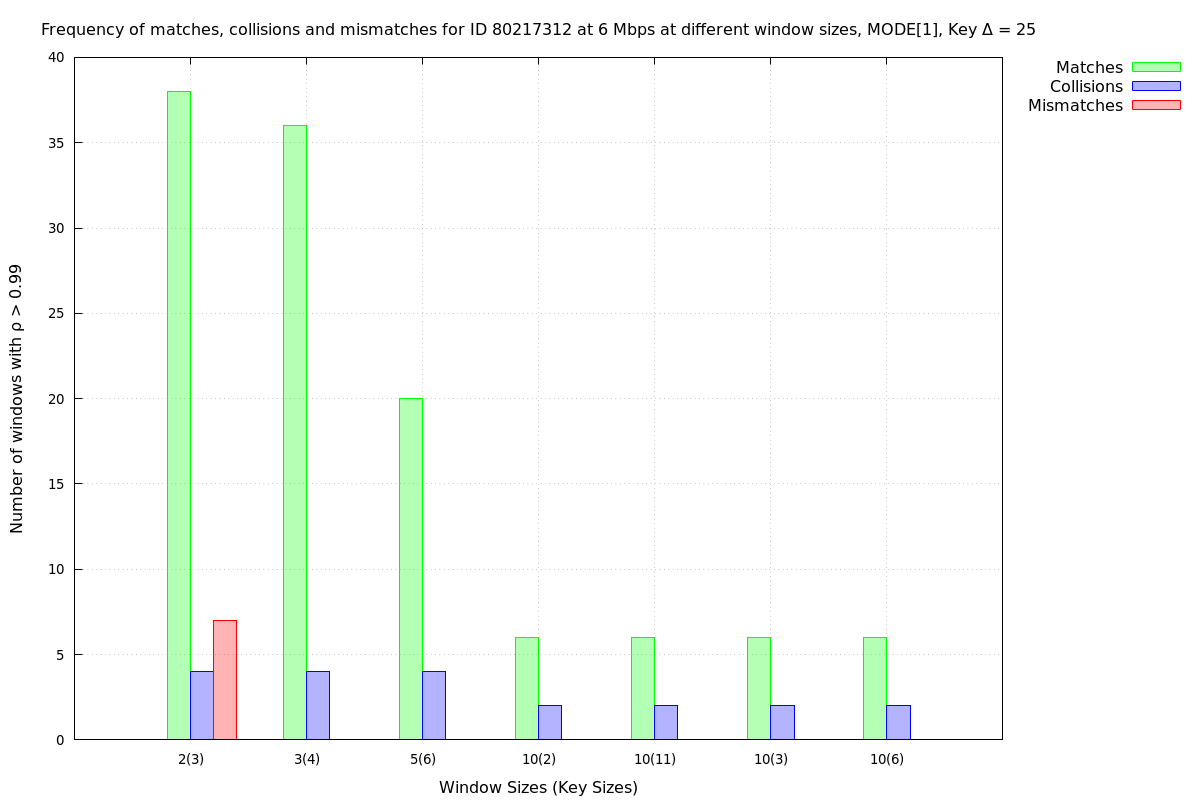 Frequency of matches, collisions and mismatches for ID 80217312 at 6 Mbps at different window sizes, MODE[1], Key Δ = 25
Matches
Collisions
Mismatches
Number of windows with ρ > 0.99
40
35
30
25
20
15
10
5
0
2(3) 3(4) 5(6) 10(2) 10(11) 10(3) 10(6)
Window Sizes (Key Sizes)